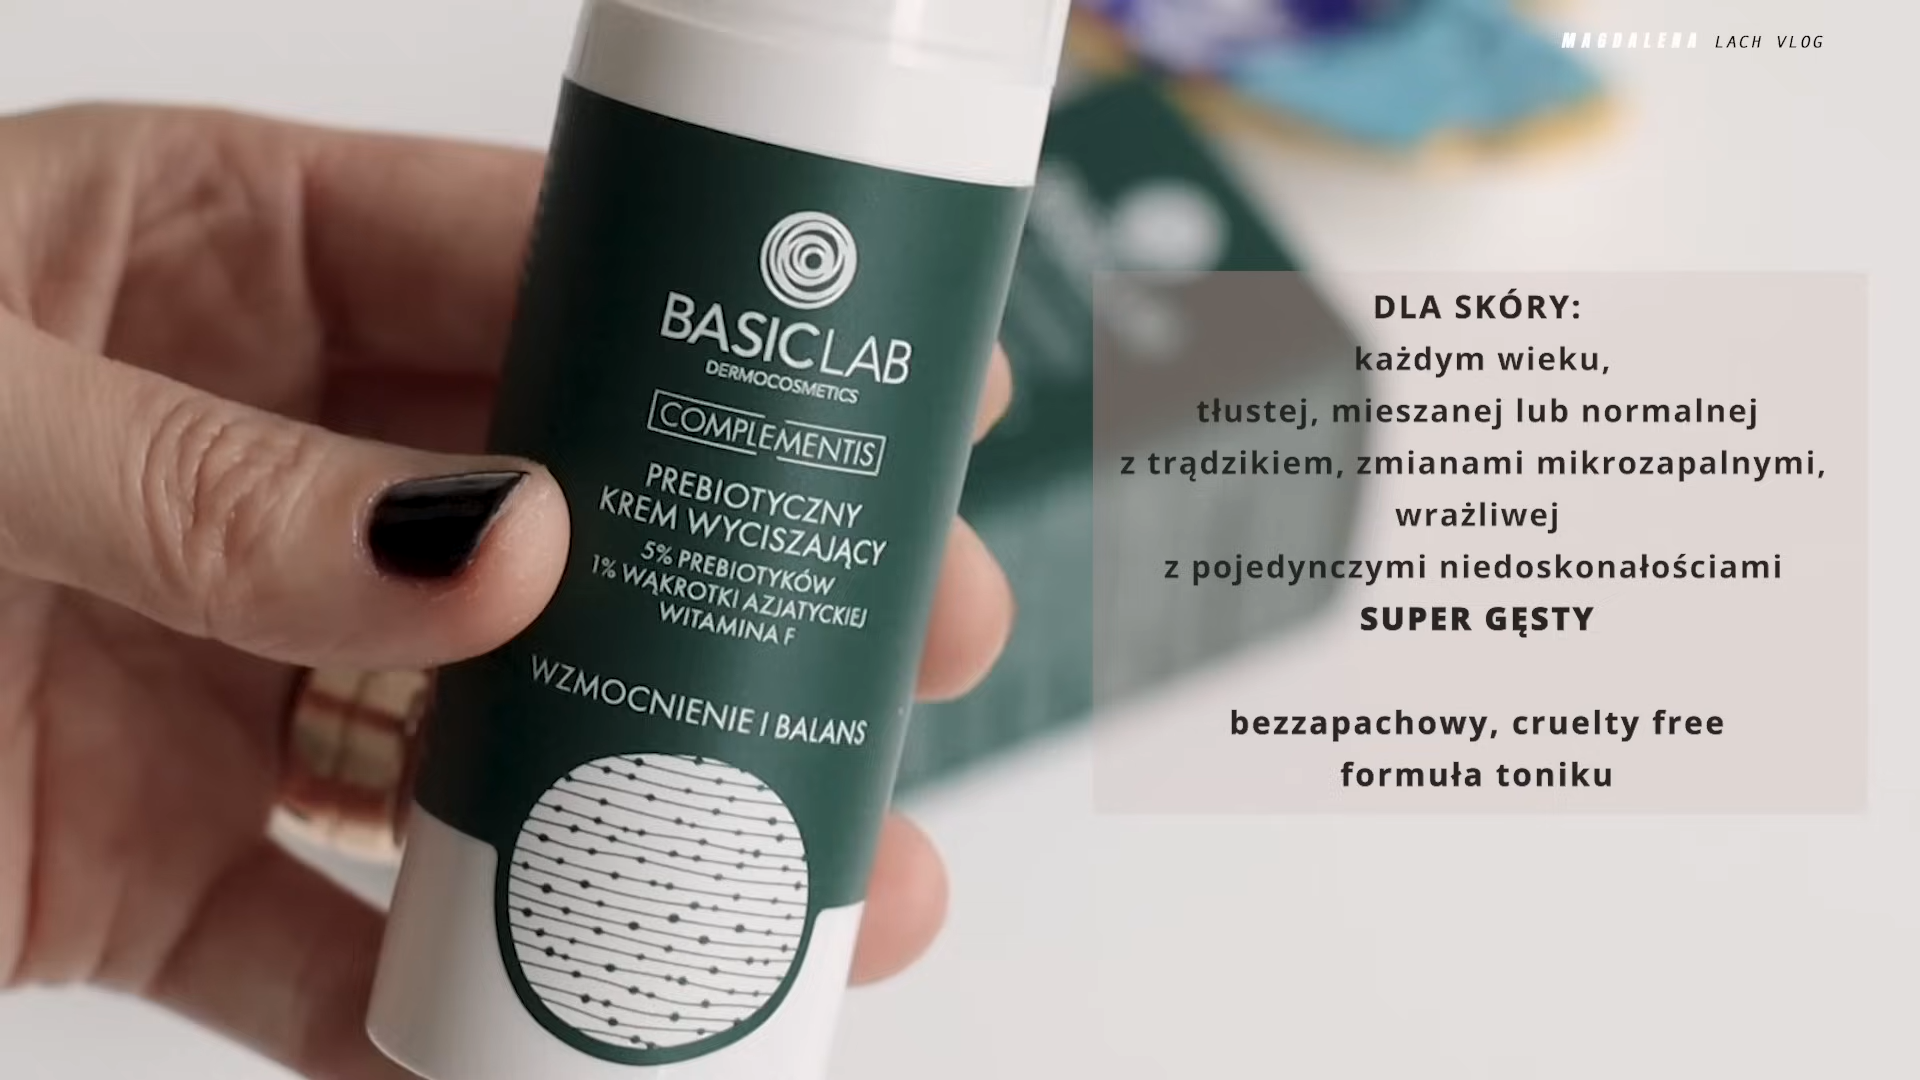 MAGDALENA LACH VLOG
BASICLAB
DERMOCOSMETICS
COMPLEMENTIS
PREBIOTYCZNY
KREM WYCISZAJĄCY
5% PREBIOTYKÓW
1% WĄKROTKI AZJATYCKIEJ
WITAMINA F
WZMOCNIENIE I BALANS
DLA SKÓRY:
każdym wieku,
tłustej, mieszanej lub normalnej
z trądzikiem, zmianami mikrozapalnymi,
wrażliwej
z pojedynczymi niedoskonałościami
SUPER GĘSTY
bezzapachowy, cruelty free
formuła toniku